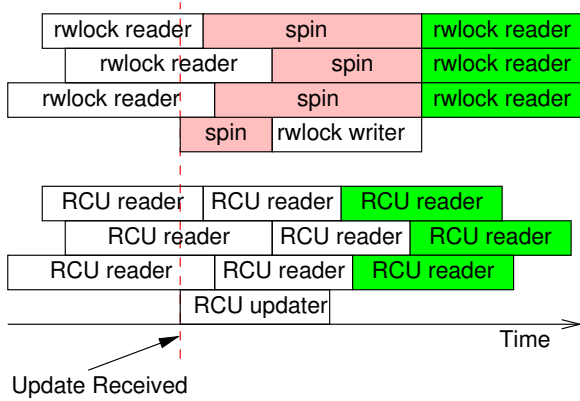 rwlock reader spin rwlock reader
rwlock reader spin rwlock reader
rwlock reader spin rwlock reader
spin rwlock writer
RCU reader RCU reader RCU reader
RCU reader RCU reader RCU reader
RCU reader RCU reader RCU reader
RCU updater
Time
Update Received